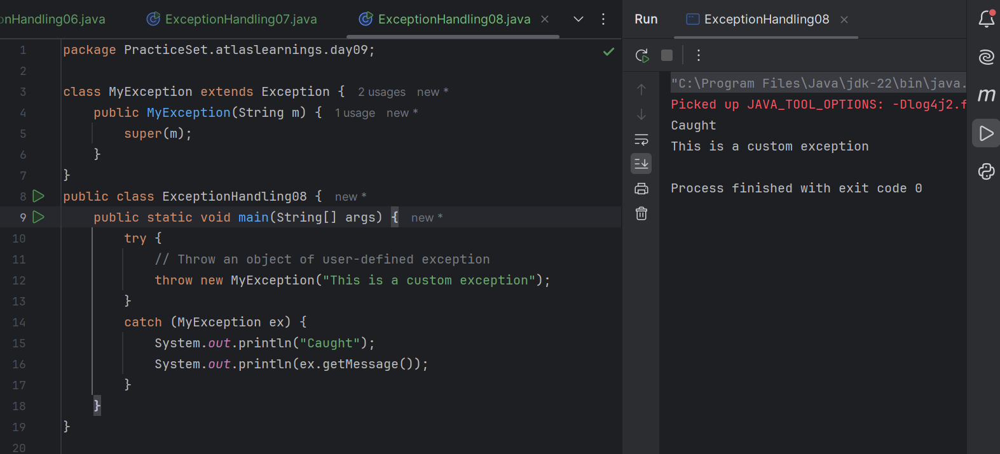 onHandling06.java ExceptionHandling07.java ExceptionHandling08.java
Run ExceptionHandling08
1 package PracticeSet.atlaslearnings.day09;
2
3 class MyException extends Exception { 2 usages new *
4 public MyException(String m) { 1 usage new *
5 super(m);
6 }
7 }
8 public class ExceptionHandling08 { new *
9 public static void main(String[] args) { new *
10 try {
11 // Throw an object of user-defined exception
12 throw new MyException("This is a custom exception");
13 }
14 catch (MyException ex) {
15 System.out.println("Caught");
16 System.out.println(ex.getMessage());
17 }
18 }
19 }
20
"C:\Program Files\Java\jdk-22\bin\java.
Picked up JAVA_TOOL_OPTIONS: -Dlog4j2.f
Caught
This is a custom exception
Process finished with exit code 0
m